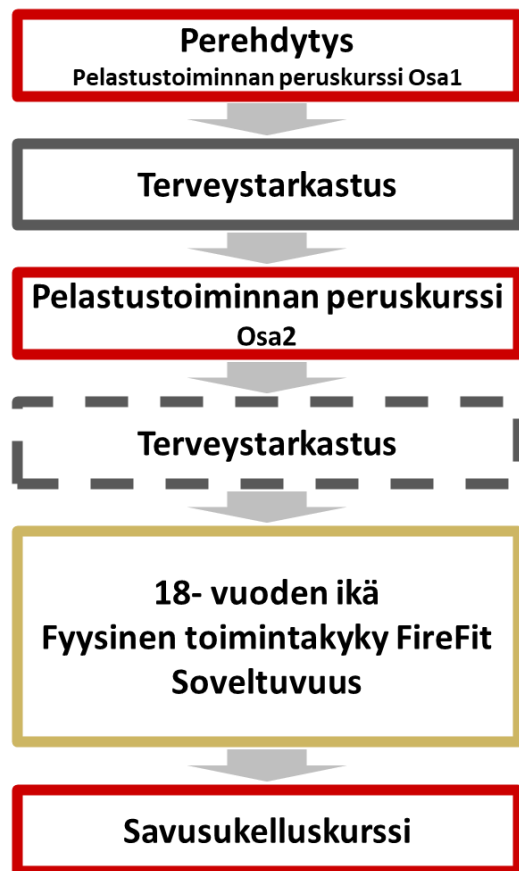 Perehdytys
Pelastustoiminnan peruskurssi Osa1
Terveystarkastus
Pelastustoiminnan peruskurssi
Osa2
Terveystarkastus
18- vuoden ikä
Fyysinen toimintakyky FireFit
Soveltuvuus
Savusukelluskurssi